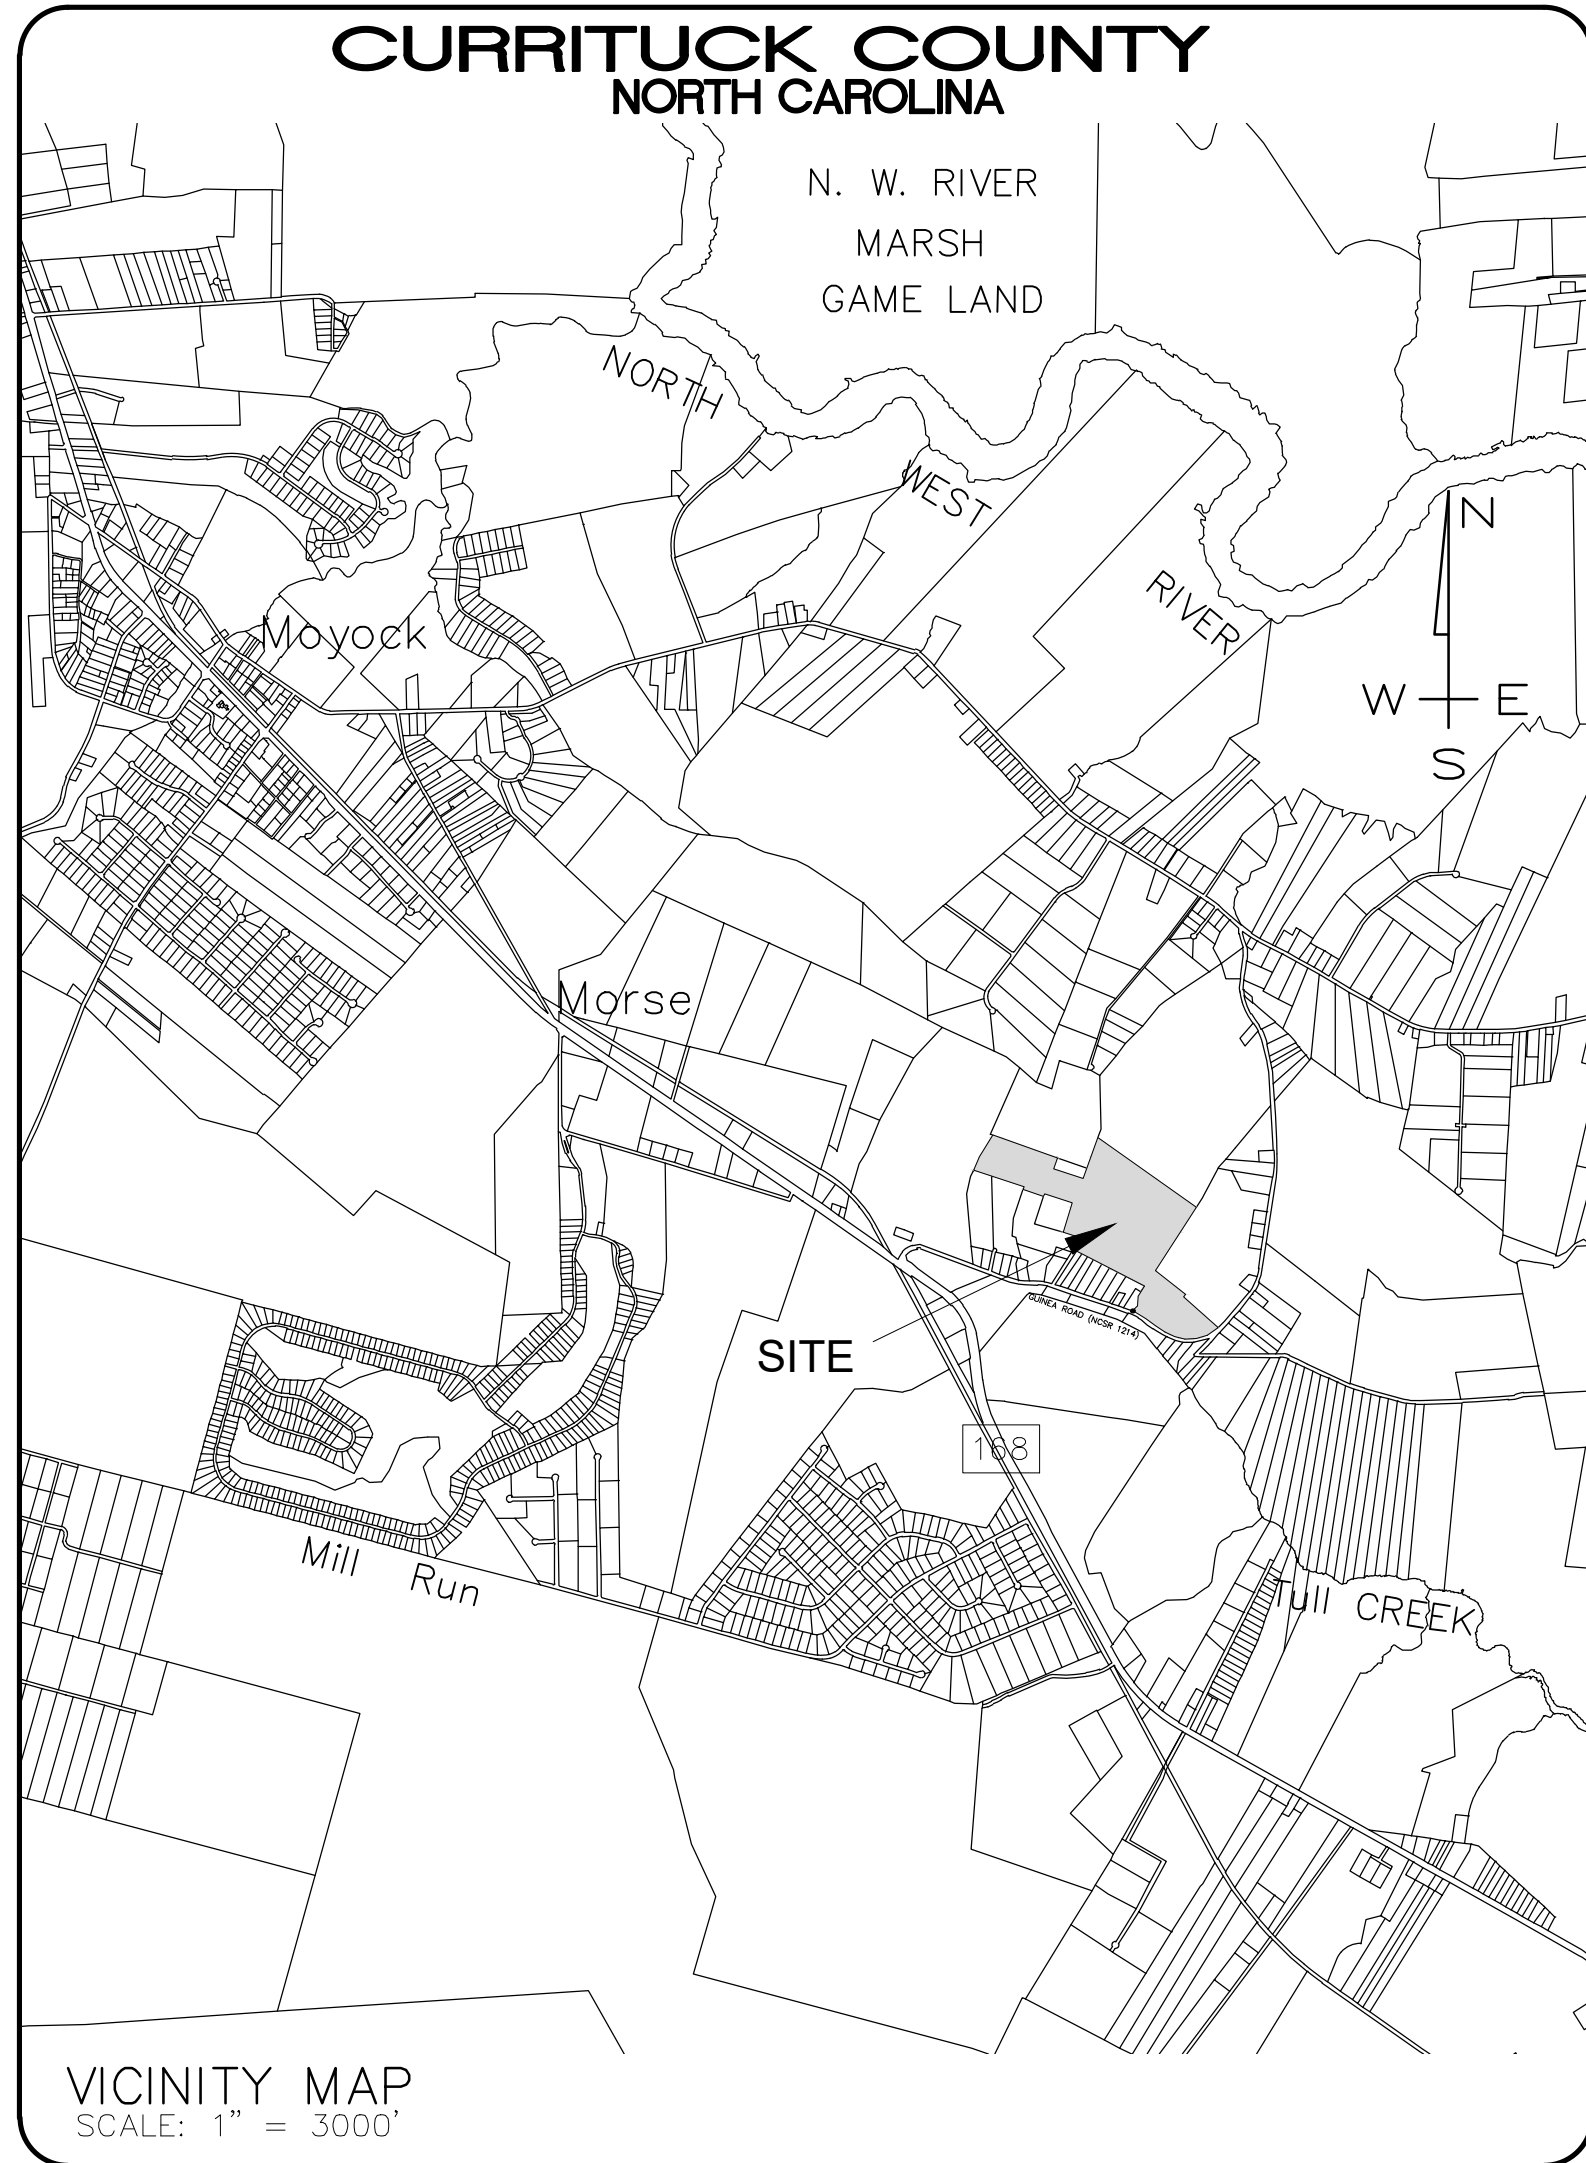 CURRITUCK COUNTY
NORTH CAROLINA
N. W. RIVER
MARSH
GAME LAND
NORTH
WEST
RIVER
N
W E
S
Moyock
Morse
GUINEA ROAD (NCSR 1214)
SITE
168
Mill Run
Tull CREEK
VICINITY MAP
SCALE: 1" = 3000'